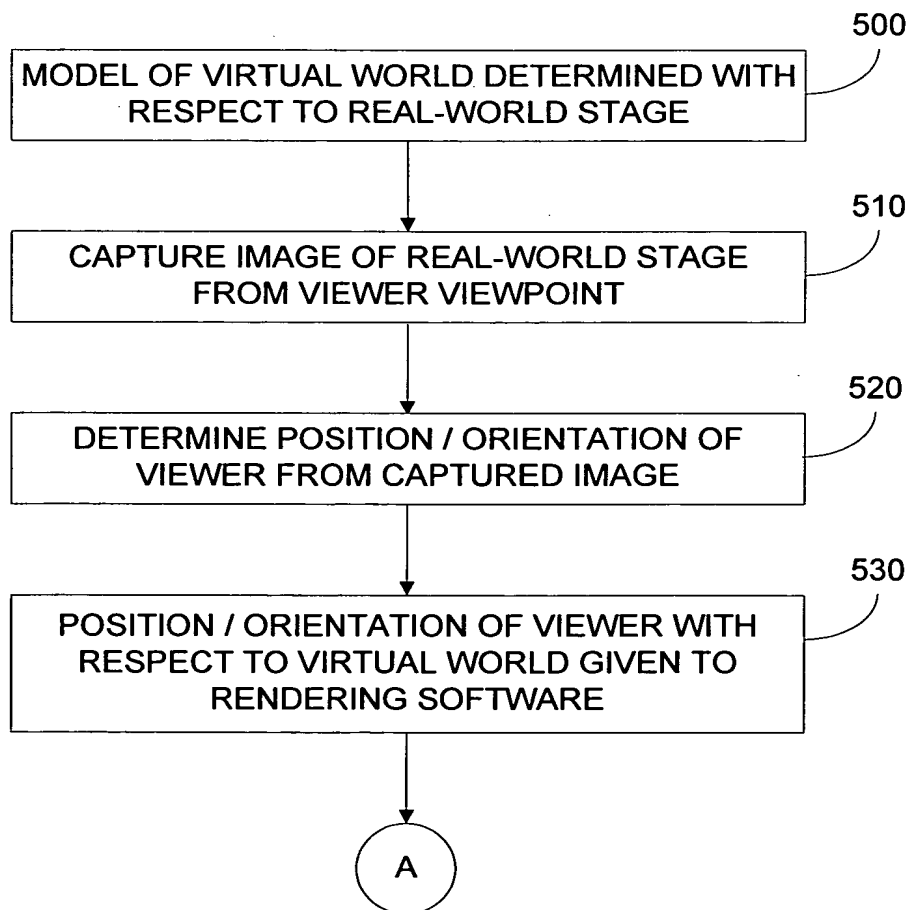 500
MODEL OF VIRTUAL WORLD DETERMINED WITH
RESPECT TO REAL-WORLD STAGE
510
CAPTURE IMAGE OF REAL-WORLD STAGE
FROM VIEWER VIEWPOINT
520
DETERMINE POSITION / ORIENTATION OF
VIEWER FROM CAPTURED IMAGE
530
POSITION / ORIENTATION OF VIEWER WITH
RESPECT TO VIRTUAL WORLD GIVEN TO
RENDERING SOFTWARE
A